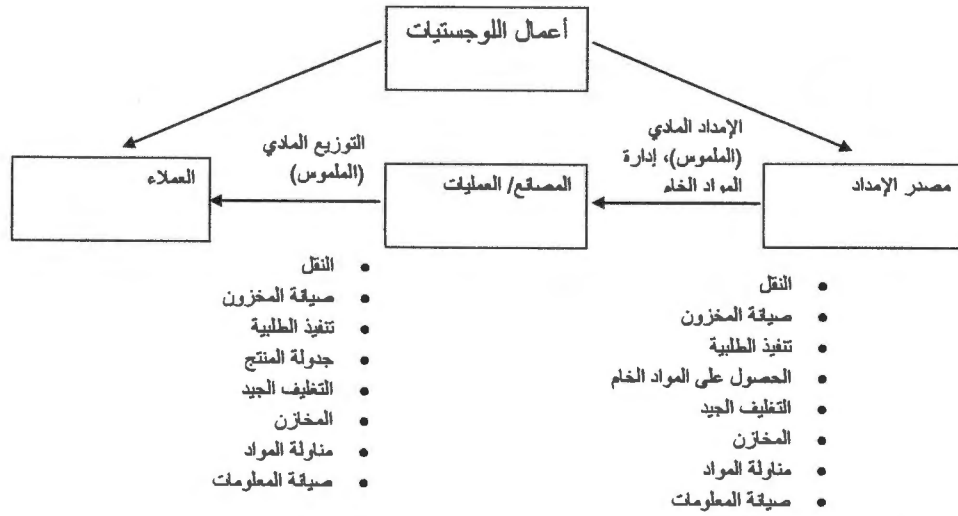 أعمال اللوجستيات
الإمداد المادي
(الملموس)، إدارة
المواد الخام
التوزيع المادي
(الملموس)
مصدر الإمداد
المصانع/ العمليات
العملاء
• النقل
• صيانة المخزون
• تنفيذ الطلبية
• الحصول على المواد الخام
• التغليف الجيد
• المخازن
• مناولة المواد
• صيانة المعلومات
• النقل
• صيانة المخزون
• تنفيذ الطلبية
• جدولة المنتج
• التغليف الجيد
• المخازن
• مناولة المواد
• صيانة المعلومات